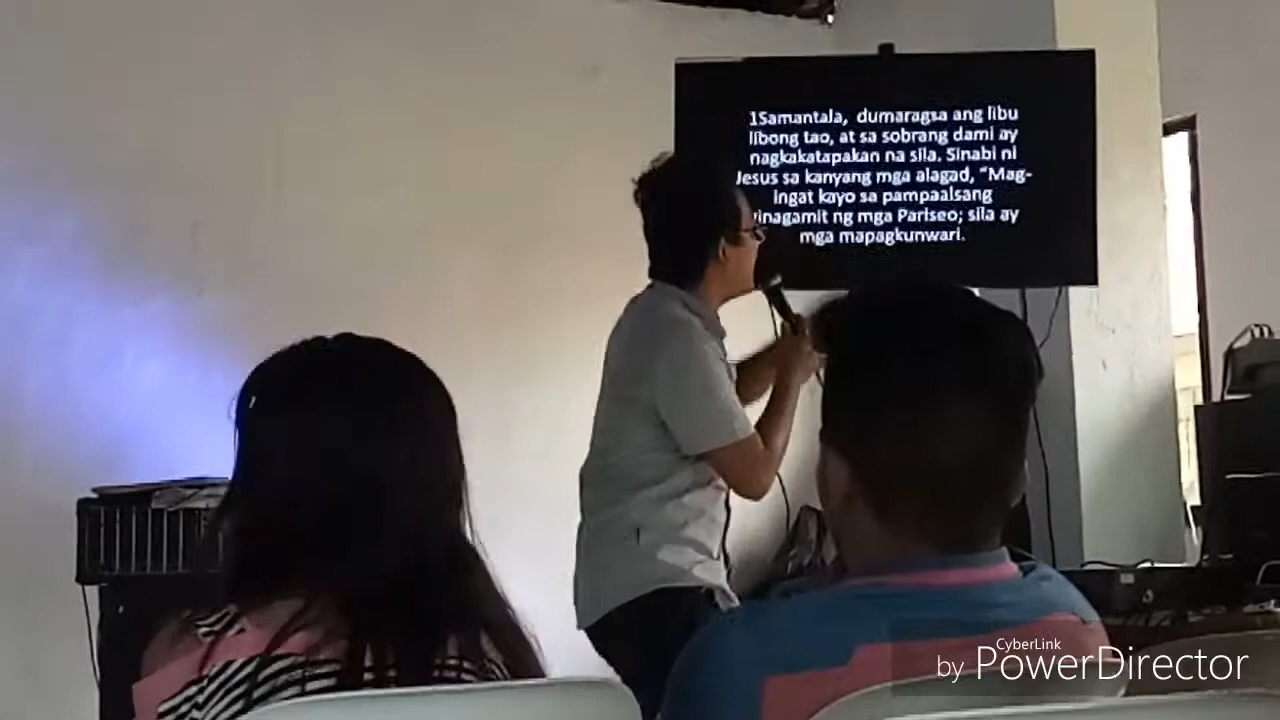 1Samantala, dumaragsa ang libu
libong tao, at sa sobrang dami ay
nagkakatapakan na sila. Sinabi ni
Jesus sa kanyang mga alagad, “Mag-
ingat kayo sa pampaalsang
ng mga Pariseo; sila ay
mga mapagkunwari.
CyberLink
by PowerDirector